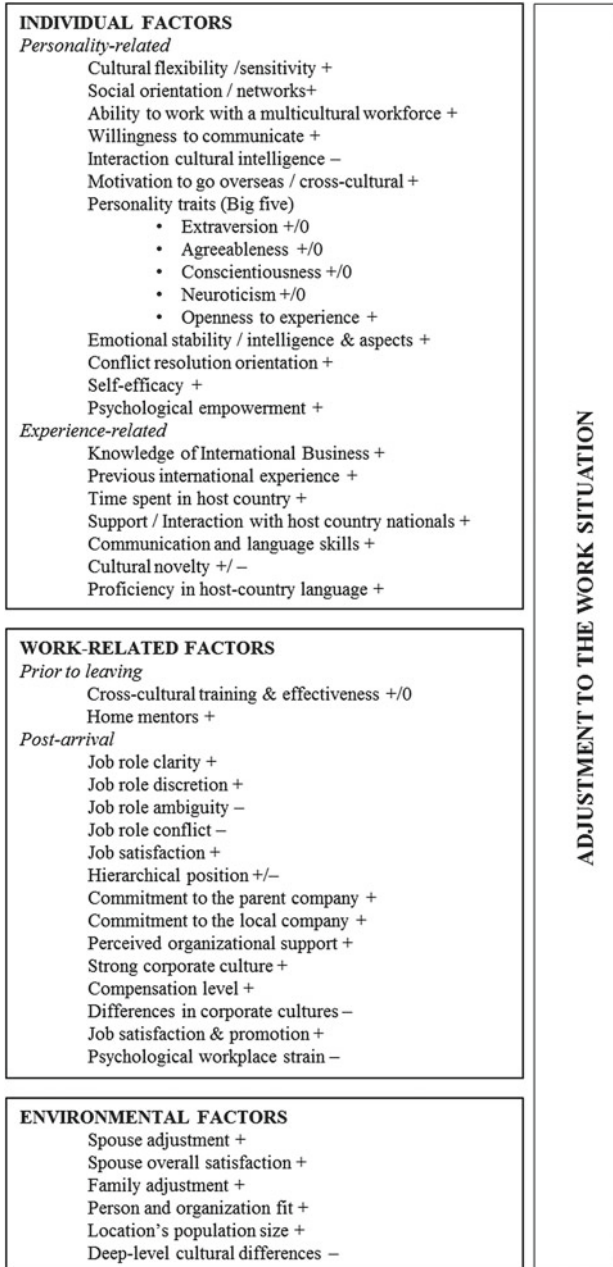 INDIVIDUAL FACTORS
Personality-related
Cultural flexibility /sensitivity +
Social orientation / networks+
Ability to work with a multicultural workforce +
Willingness to communicate +
Interaction cultural intelligence –
Motivation to go overseas / cross-cultural +
Personality traits (Big five)
• Extraversion +/0
• Agreeableness +/0
• Conscientiousness +/0
• Neuroticism +/0
• Openness to experience +
Emotional stability / intelligence & aspects +
Conflict resolution orientation +
Self-efficacy +
Psychological empowerment +
Experience-related
Knowledge of International Business +
Previous international experience +
Time spent in host country +
Support / Interaction with host country nationals +
Communication and language skills +
Cultural novelty +/ –
Proficiency in host-country language +
WORK-RELATED FACTORS
Prior to leaving
Cross-cultural training & effectiveness +/0
Home mentors +
Post-arrival
Job role clarity +
Job role discretion +
Job role ambiguity –
Job role conflict –
Job satisfaction +
Hierarchical position +/–
Commitment to the parent company +
Commitment to the local company +
Perceived organizational support +
Strong corporate culture +
Compensation level +
Differences in corporate cultures –
Job satisfaction & promotion +
Psychological workplace strain –
ENVIRONMENTAL FACTORS
Spouse adjustment +
Spouse overall satisfaction +
Family adjustment +
Person and organization fit +
Location's population size +
Deep-level cultural differences –
ADJUSTMENT TO THE WORK SITUATION